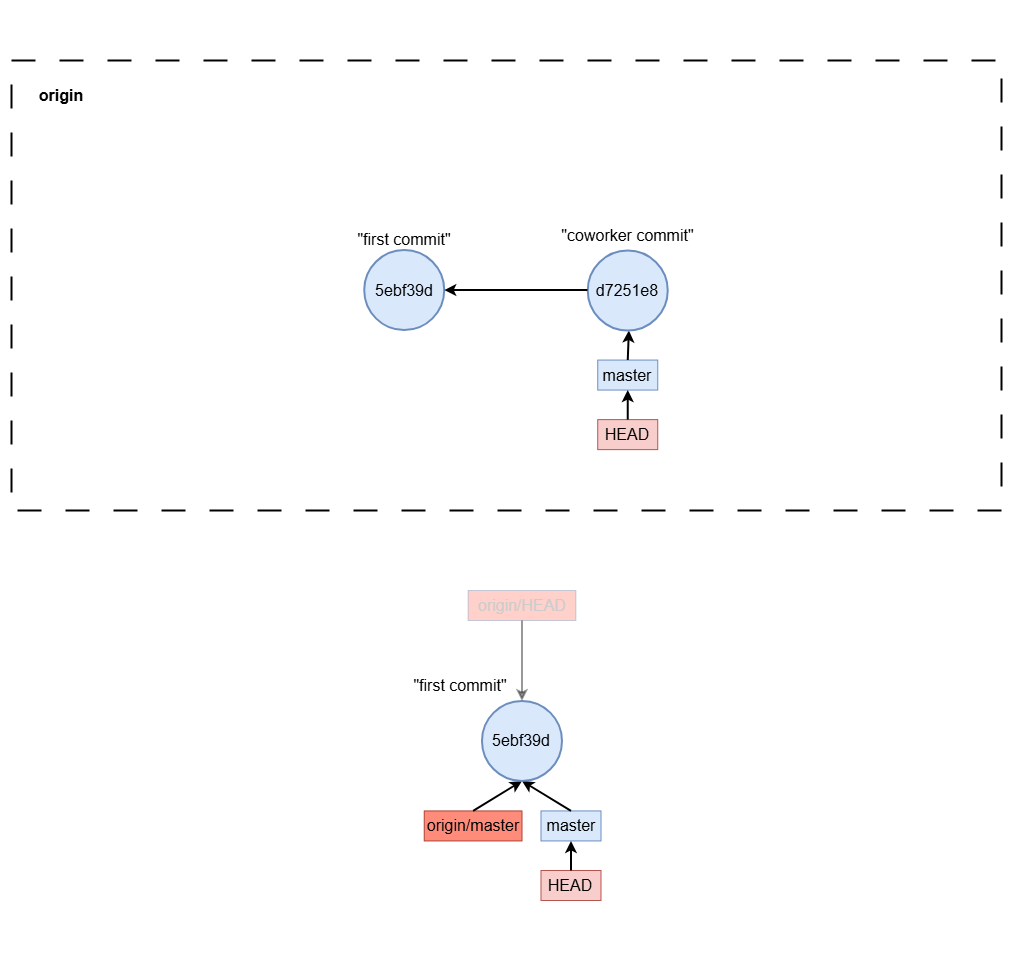 origin
"first commit"
"coworker commit"
5ebf39d
d7251e8
master
HEAD
origin/HEAD
"first commit"
5ebf39d
origin/master
master
HEAD